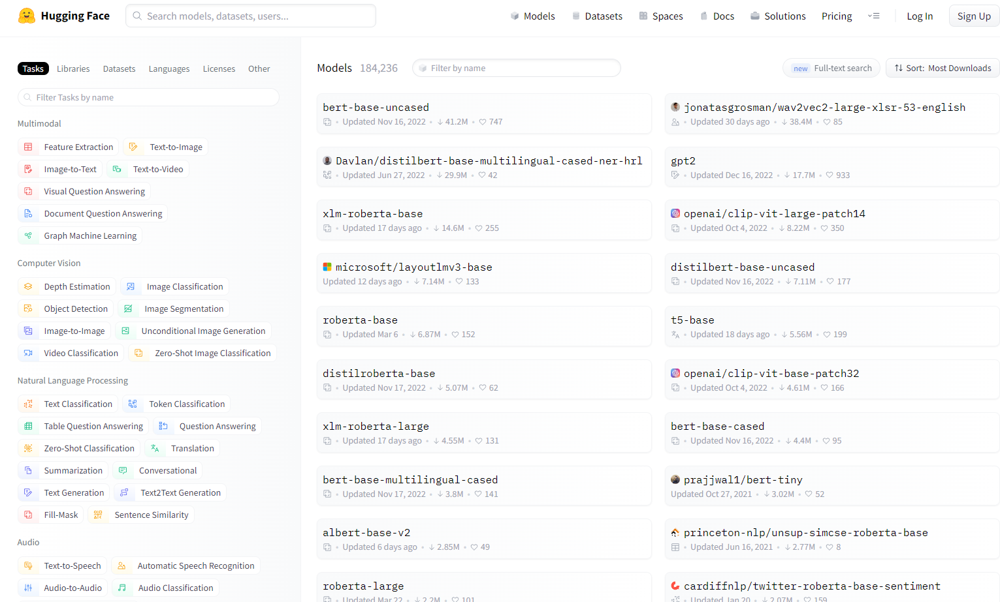 Hugging Face
Search models, datasets, users...
Models
Datasets
Spaces
Docs
Solutions
Pricing
Log In
Sign Up
Tasks
Libraries
Datasets
Languages
Licenses
Other
Filter Tasks by name
Multimodal
Feature Extraction
Text-to-Image
Image-to-Text
Text-to-Video
Visual Question Answering
Document Question Answering
Graph Machine Learning
Computer Vision
Depth Estimation
Image Classification
Object Detection
Image Segmentation
Image-to-Image
Unconditional Image Generation
Video Classification
Zero-Shot Image Classification
Natural Language Processing
Text Classification
Token Classification
Table Question Answering
Question Answering
Zero-Shot Classification
Translation
Summarization
Conversational
Text Generation
Text2Text Generation
Fill-Mask
Sentence Similarity
Audio
Text-to-Speech
Automatic Speech Recognition
Audio-to-Audio
Audio Classification
Models 184,236
Filter by name
new Full-text search
Sort: Most Downloads
bert-base-uncased
Updated Nov 16, 2022 • 41.2M • 747
jonatasgrosman/wav2vec2-large-xlsr-53-english
Updated 30 days ago • 38.4M • 85
Davlan/distilbert-base-multilingual-cased-ner-hrl
Updated Jun 27, 2022 • 29.9M • 42
gpt2
Updated Dec 16, 2022 • 17.7M • 933
xlm-roberta-base
Updated 17 days ago • 14.6M • 255
openai/clip-vit-large-patch14
Updated Oct 4, 2022 • 8.22M • 350
microsoft/layoutlmv3-base
Updated 12 days ago • 7.14M • 133
distilbert-base-uncased
Updated Nov 16, 2022 • 7.11M • 177
roberta-base
Updated Mar 6 • 6.87M • 152
t5-base
Updated 18 days ago • 5.56M • 199
distilroberta-base
Updated Nov 17, 2022 • 5.07M • 62
openai/clip-vit-base-patch32
Updated Oct 4, 2022 • 4.61M • 166
xlm-roberta-large
Updated 17 days ago • 4.55M • 131
bert-base-cased
Updated Nov 16, 2022 • 4.4M • 95
bert-base-multilingual-cased
Updated Nov 17, 2022 • 3.8M • 141
prajjwal1/bert-tiny
Updated Oct 27, 2021 • 3.02M • 52
albert-base-v2
Updated 6 days ago • 2.85M • 49
princeton-nlp/unsup-simcse-roberta-base
Updated Jun 16, 2021 • 2.77M • 8
roberta-large
Updated Mar 22 • 2.2M • 101
cardiffnlp/twitter-roberta-base-sentiment
Updated Jan 20 • 2.07M • 159